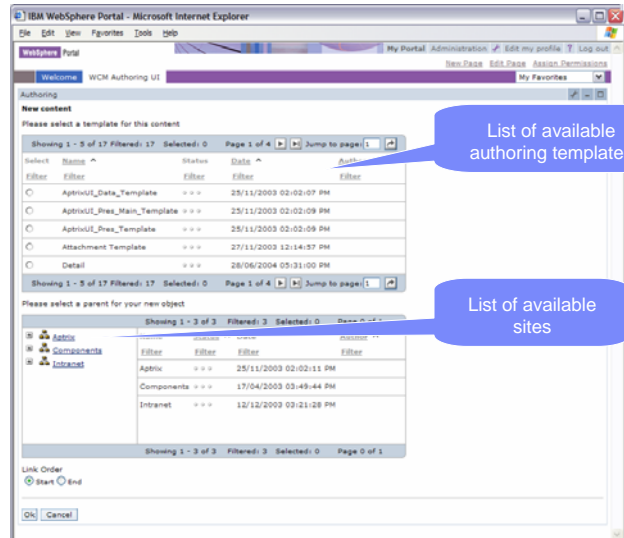 IBM WebSphere Portal - Microsoft Internet Explorer
File Edit View Favorites Tools Help
WebSphere Portal My Portal Administration Edit my profile ? Log out
New Page Edit Page Assign Permissions
Welcome WCM Authoring UI My Favorites
Authoring
New content
Please select a template for this content
Showing 1 - 5 of 17 Filtered: 17 Selected: 0 Page 1 of 4 Jump to page: 1
List of available
authoring template
Select Name ^ Status Date ^
Filter Filter Filter Filter Filter
AptrixUI_Data_Template 25/11/2003 02:02:07 PM
AptrixUI_Pres_Main_Template 25/11/2003 02:02:09 PM
AptrixUI_Pres_Template 25/11/2003 02:02:09 PM
Attachment Template 27/11/2003 12:14:57 PM
Detail 28/06/2004 05:31:00 PM
Showing 1 - 5 of 17 Filtered: 17 Selected: 0 Page 1 of 4 Jump to page: 1
Please select a parent for your new object
List of available
sites
Showing 1 - 3 of 3 Filtered: 3 Selected: 0 Page 0 of 1
Aptrix
Components
Intranet
Filter Filter Filter Filter
Aptrix 25/11/2003 02:02:11 PM
Components 17/04/2003 03:49:44 PM
Intranet 12/12/2003 03:21:28 PM
Showing 1 - 3 of 3 Filtered: 3 Selected: 0 Page 0 of 1
Link Order
Start End
Ok Cancel